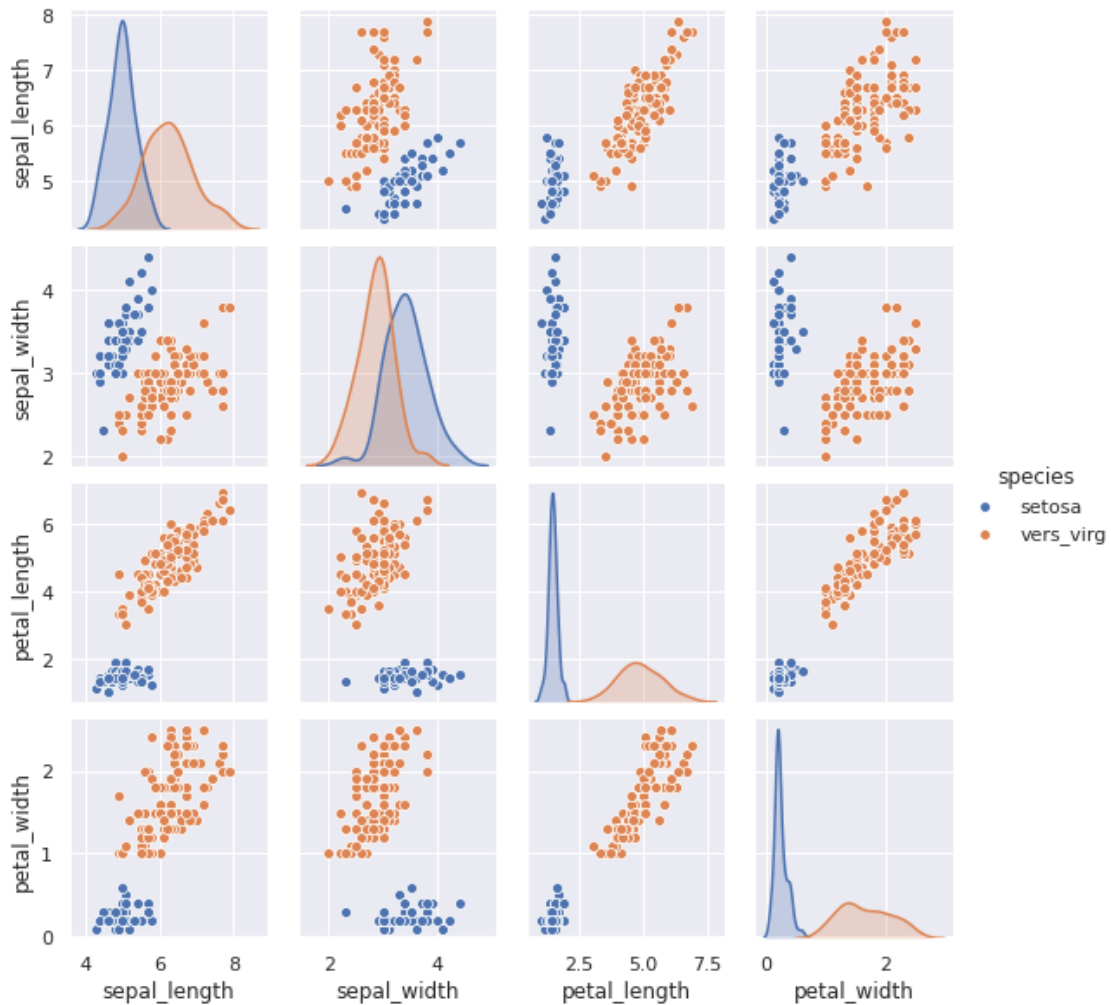 8
7
6
5
sepal_length
4
3
2
sepal_width
6
4
2
petal_length
2
1
0
petal_width
4 6 8
sepal_length
2 4
sepal_width
2.5 5.0 7.5
petal_length
0 2
petal_width
species
setosa
vers_virg